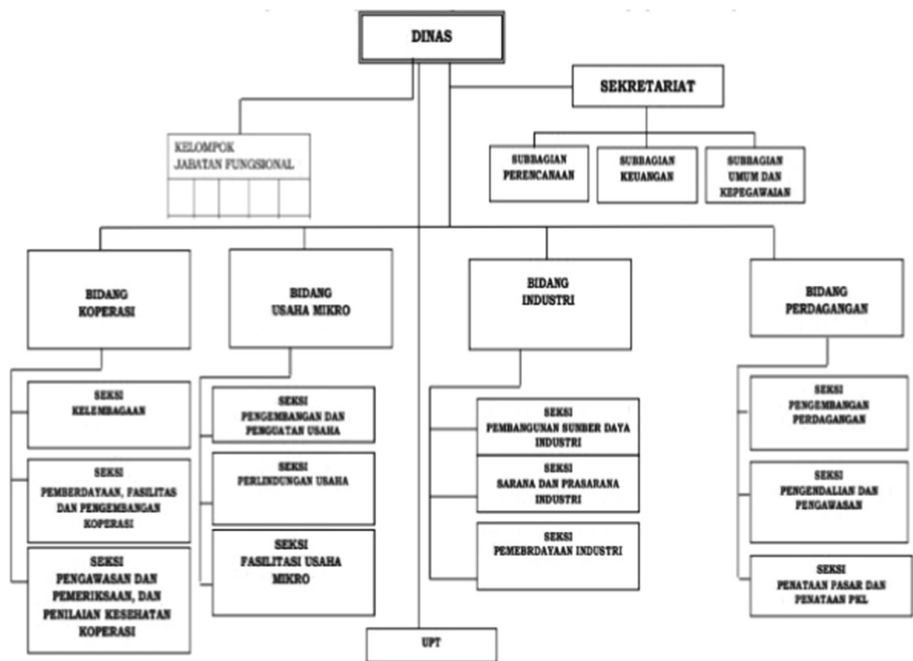 DINAS
SEKRETARIAT
KELOMPOK
JABATAN FUNGSIONAL
SUBBAGIAN
PERENCANAAN
SUBBAGIAN
KEUANGAN
SUBBAGIAN
UMUM DAN
KEPEGAWAIAN
BIDANG
KOPERASI
BIDANG
USAHA MIKRO
BIDANG
INDUSTRI
BIDANG
PERDAGANGAN
SEKSI
KELEMBAGAAN
SEKSI
PEMBERDAYAAN, FASILITAS
DAN PENGEMBANGAN
KOPERASI
SEKSI
PENGAWASAN DAN
PEMERIKSAAN, DAN
PENILAIAN KESEHATAN
KOPERASI
SEKSI
PENGEMBANGAN DAN
PENGUATAN USAHA
SEKSI
PERLINDUNGAN USAHA
SEKSI
FASILITASI USAHA
MIKRO
SEKSI
PEMBANGUNAN SUNBER DAYA
INDUSTRI
SEKSI
SARANA DAN PRASARANA
INDUSTRI
SEKSI
PEMEBRDAYAAN INDUSTRI
SEKSI
PENGEMBANGAN
PERDAGANGAN
SEKSI
PENGENDALIAN DAN
PENGAWASAN
SEKSI
PENATAAN PASAR DAN
PENATAAN PKL
UPT